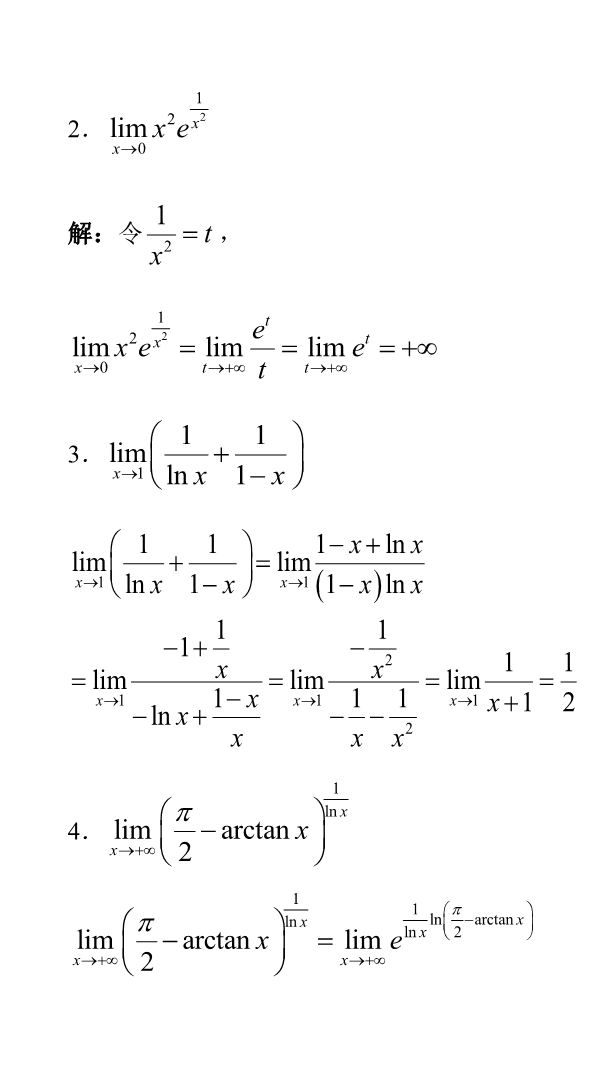 2． lim_{x→0} x^2 e^{1/x^2}
解：令 1/x^2 = t，
lim_{x→0} x^2 e^{1/x^2} = lim_{t→+∞} e^t/t = lim_{t→+∞} e^t = +∞
3． lim_{x→1} (1/ln x + 1/(1−x))
lim_{x→1} (1/ln x + 1/(1−x)) = lim_{x→1} (1−x+ln x)/((1−x)ln x)
= lim_{x→1} (−1+1/x)/(−ln x+(1−x)/x) = lim_{x→1} (−1/x^2)/(−1/x−1/x^2) = lim_{x→1} 1/(x+1) = 1/2
4． lim_{x→+∞} (π/2 − arctan x)^{1/ln x}
lim_{x→+∞} (π/2 − arctan x)^{1/ln x} = lim_{x→+∞} e^{1/ln x ln(π/2−arctan x)}